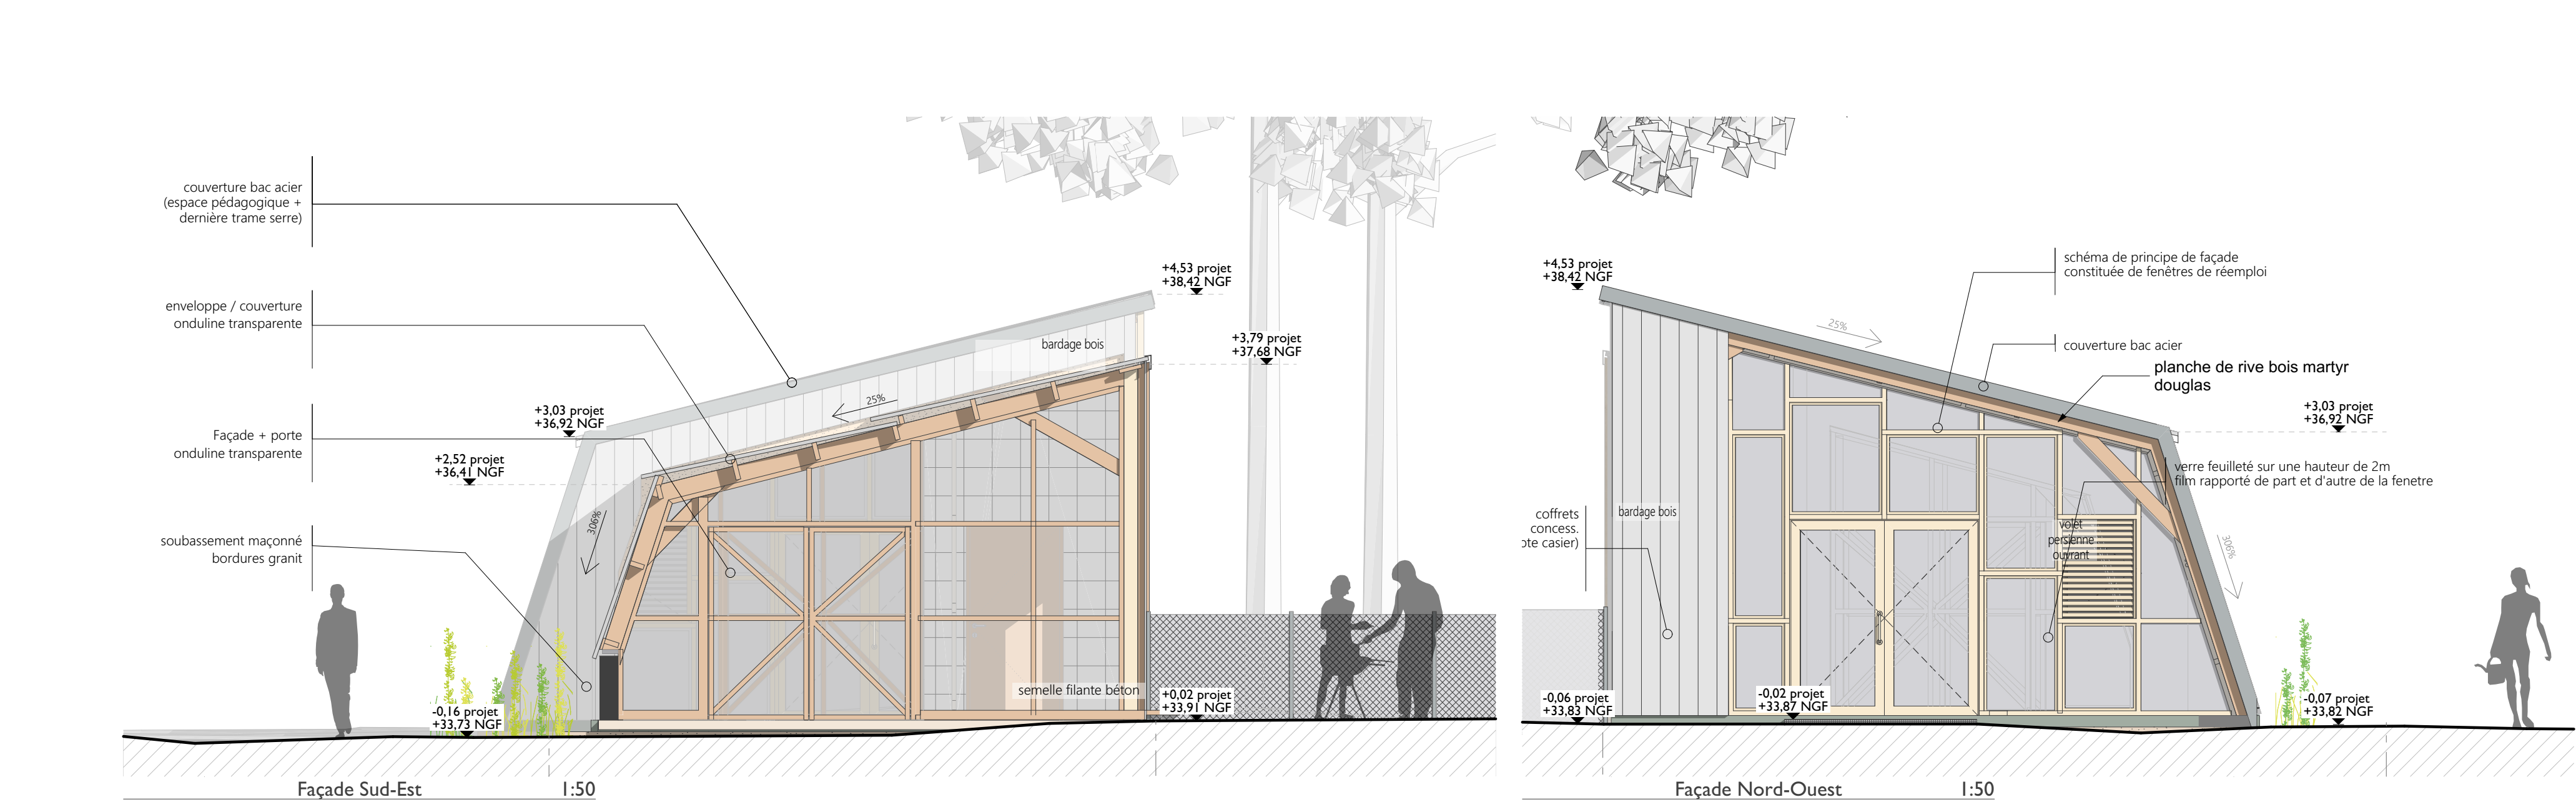 couverture bac acier
(espace pédagogique +
dernière trame serre)
enveloppe / couverture
onduline transparente
Façade + porte
onduline transparente
soubassement maçonné
bordures granit
+3,03 projet
+36,92 NGF
+2,52 projet
+36,41 NGF
-0,16 projet
+33,73 NGF
306%
25%
bardage bois
+4,53 projet
+38,42 NGF
+3,79 projet
+37,68 NGF
semelle filante béton
+0,02 projet
+33,91 NGF
Façade Sud-Est 1:50
+4,53 projet
+38,42 NGF
25%
schéma de principe de façade
constituée de fenêtres de réemploi
couverture bac acier
planche de rive bois martyr
douglas
+3,03 projet
+36,92 NGF
verre feuilleté sur une hauteur de 2m
film rapporté de part et d'autre de la fenetre
coffrets
concess.
ote casier)
bardage bois
volet
persienne
ouvrant
306%
-0,06 projet
+33,83 NGF
-0,02 projet
+33,87 NGF
-0,07 projet
+33,82 NGF
Façade Nord-Ouest 1:50